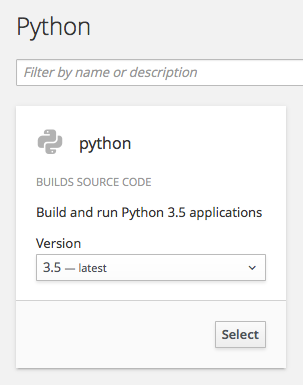 Python
Filter by name or description
python
BUILDS SOURCE CODE
Build and run Python 3.5 applications
Version
3.5 — latest
Select